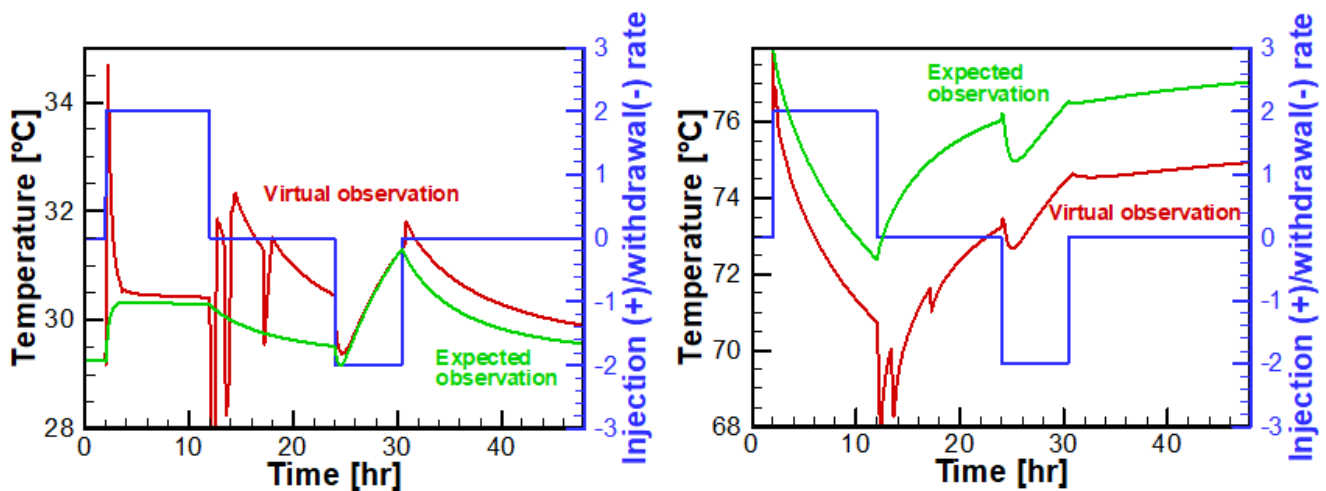 Temperature [ºC]
34
32
30
28
Virtual observation
Expected
observation
0
10
20
30
40
Time [hr]
3
2
1
0
-1
-2
-3
Injection (+)/withdrawal(-) rate
Temperature [ºC]
76
74
72
70
68
Expected
observation
Virtual observation
0
10
20
30
40
Time [hr]
3
2
1
0
-1
-2
-3
Injection (+)/withdrawal(-) rate